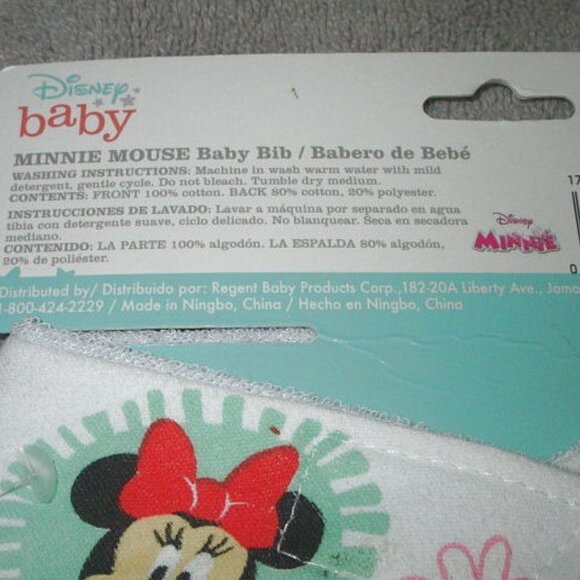 Disney
baby
MINNIE MOUSE Baby Bib / Babero de Bebé
WASHING INSTRUCTIONS: Machine in wash warm water with mild
detergent, gentle cycle. Do not bleach. Tumble dry medium.
CONTENTS: FRONT 100% cotton. BACK 80% cotton, 20% polyester.
INSTRUCCIONES DE LAVADO: Lavar a máquina por separado en agua
tibia con detergente suave, ciclo delicado. No blanquear. Seca en secadora
mediano.
CONTENIDO: LA PARTE 100% algodón. LA ESPALDA 80% algodón,
20% de poliéster.
Disney
MINNIE
17
0
Distributed by/ Distribuido por: Regent Baby Products Corp.,182-20A Liberty Ave., Jama
1-800-424-2229 / Made in Ningbo, China / Hecho en Ningba, China